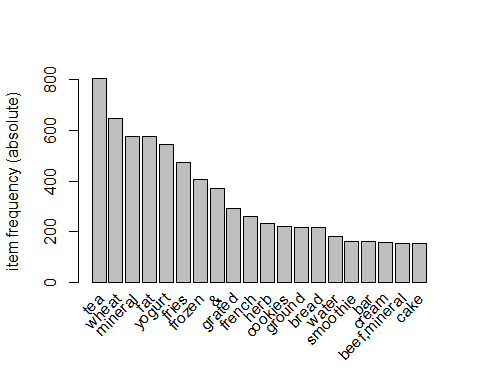 item frequency (absolute)
800
600
400
200
0
tea
wheat
mineral
fat
yogurt
fries
frozen
&
grated
french
herb
cookies
ground
bread
water
smoothie
bar
cream
beef,mineral
cake